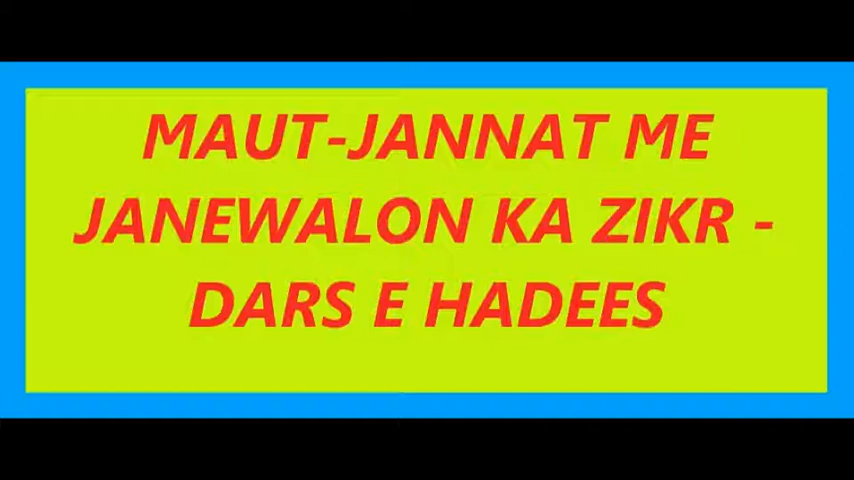 MAUT-JANNAT ME
JANEWALON KA ZIKR -
DARS E HADEES